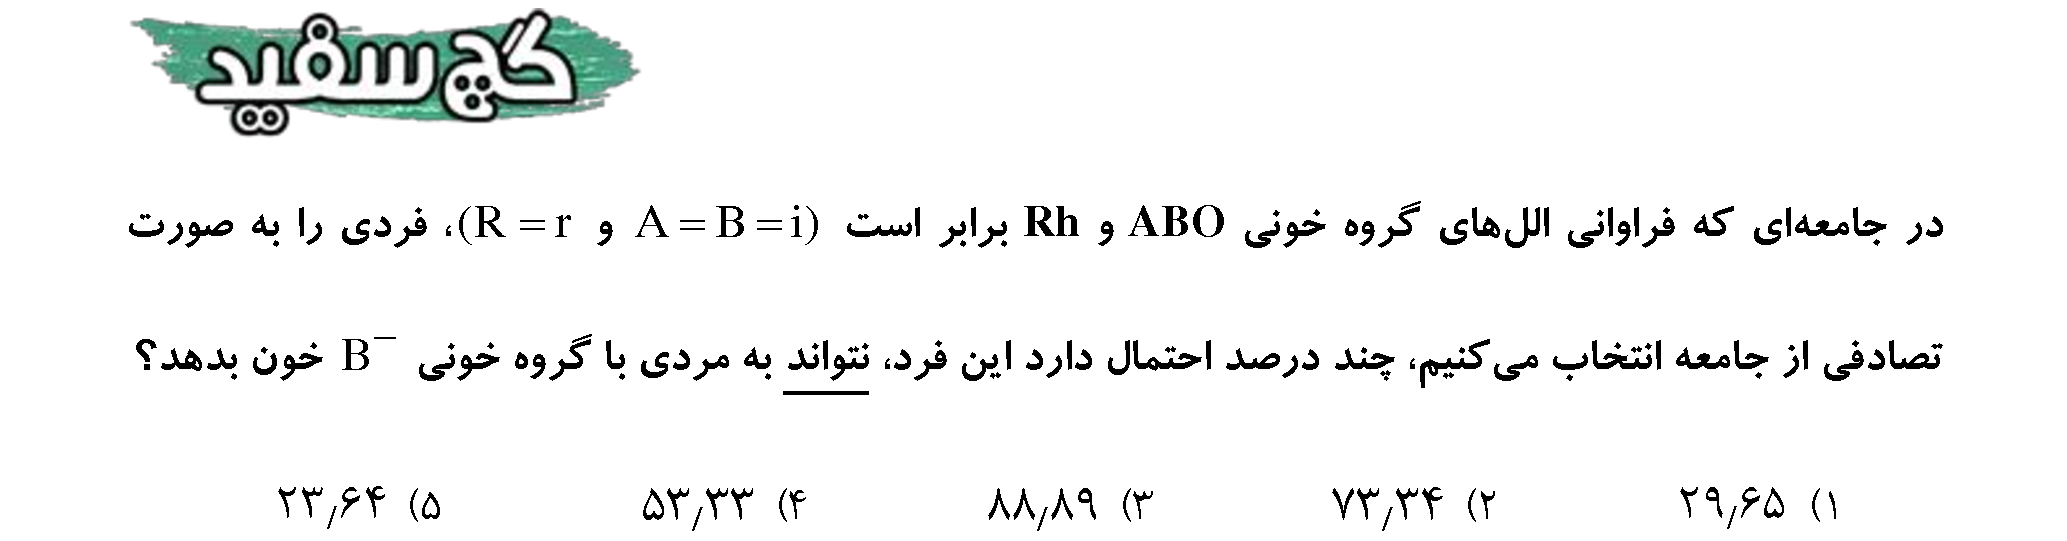 گچ سفید
در جامعه‌ای که فراوانی الل‌های گروه خونی ABO و Rh برابر است (A = B = i و R = r)، فردی را به صورت
تصادفی از جامعه انتخاب می‌کنیم، چند درصد احتمال دارد این فرد، نتواند به مردی با گروه خونی B⁻ خون بدهد؟
۱) ۲۹٫۶۵ ۲) ۷۳٫۳۴ ۳) ۸۸٫۸۹ ۴) ۵۳٫۳۳ ۵) ۲۳٫۶۴